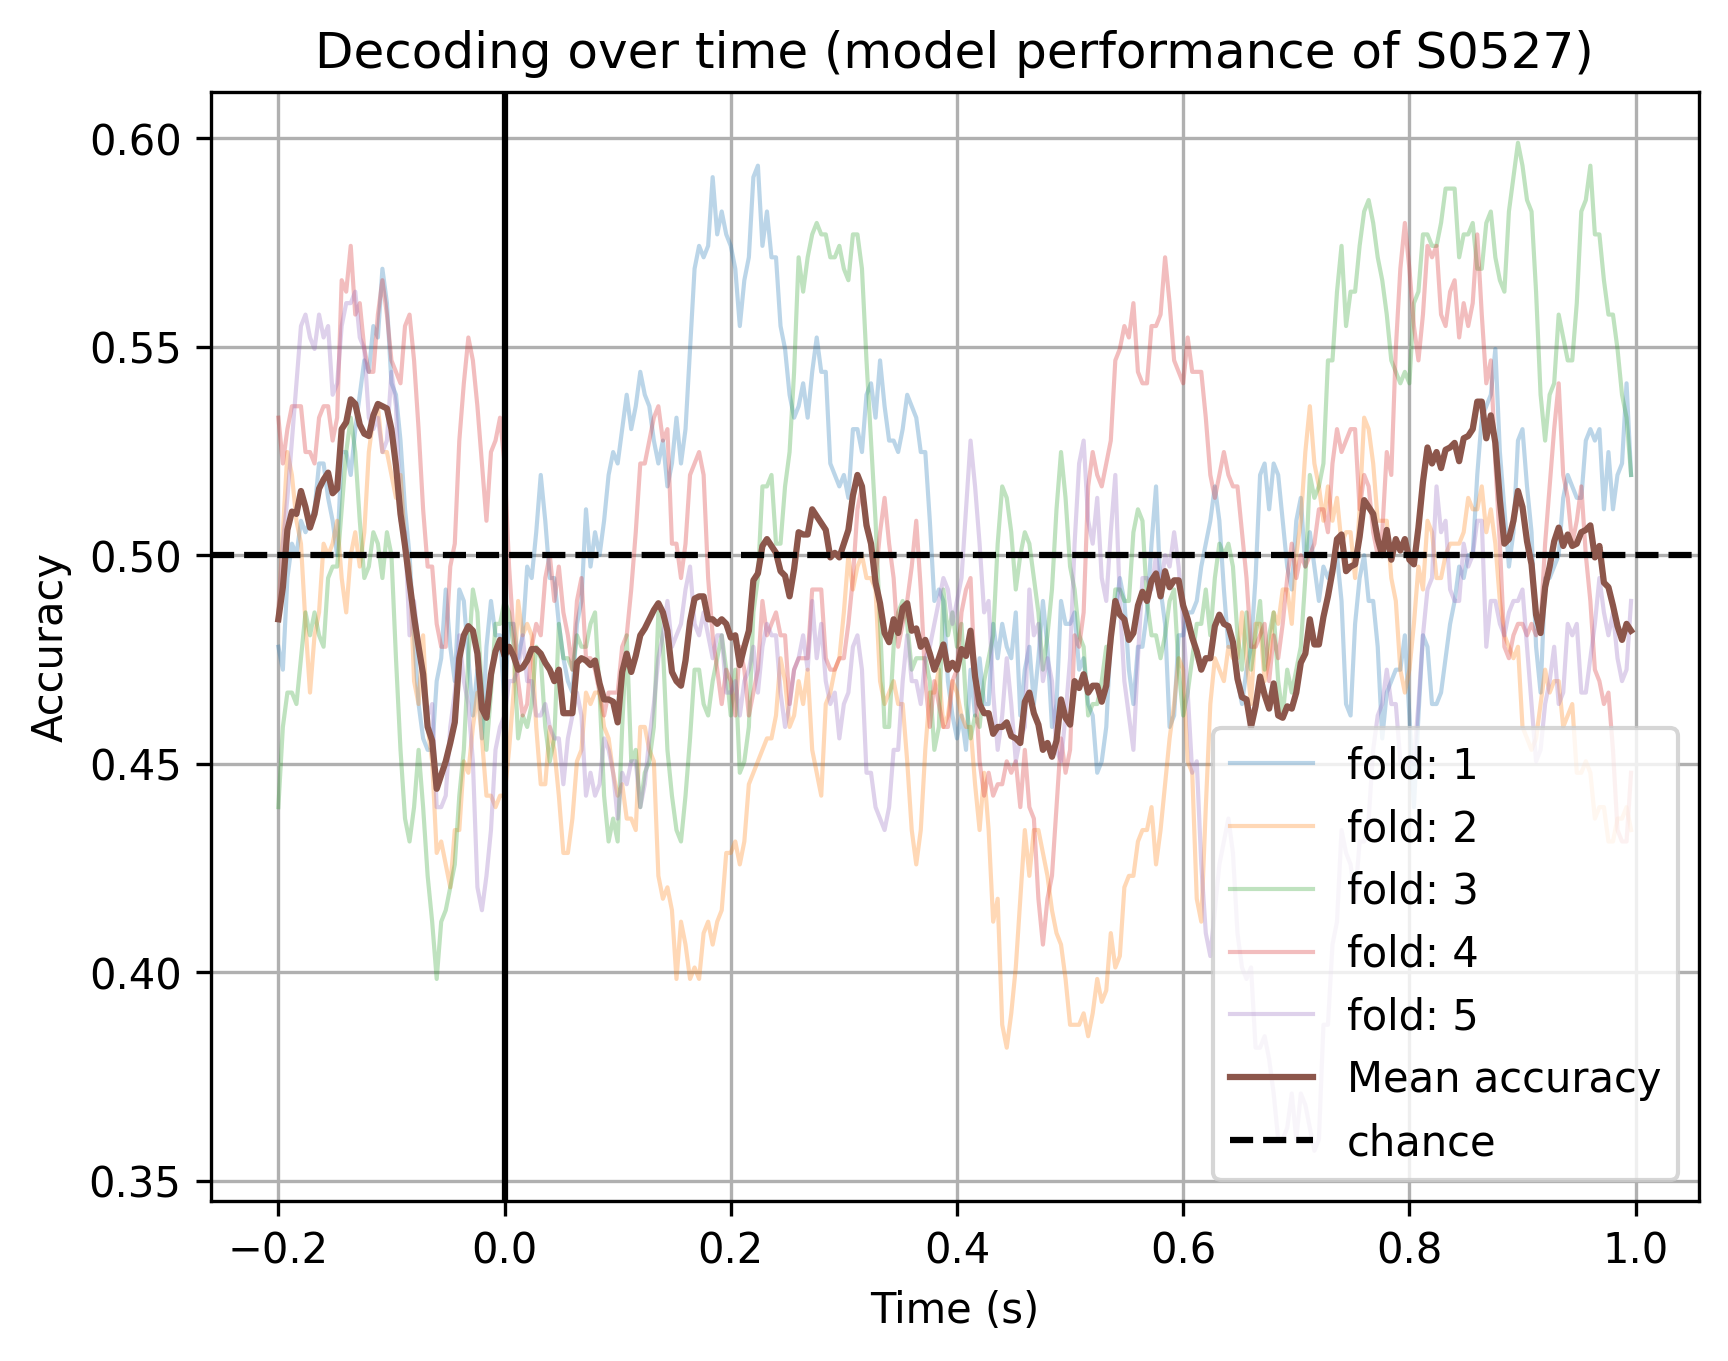 Decoding over time (model performance of S0527)
Accuracy
0.60
0.55
0.50
0.45
0.40
0.35
−0.2
0.0
0.2
0.4
0.6
0.8
1.0
Time (s)
fold: 1
fold: 2
fold: 3
fold: 4
fold: 5
Mean accuracy
chance